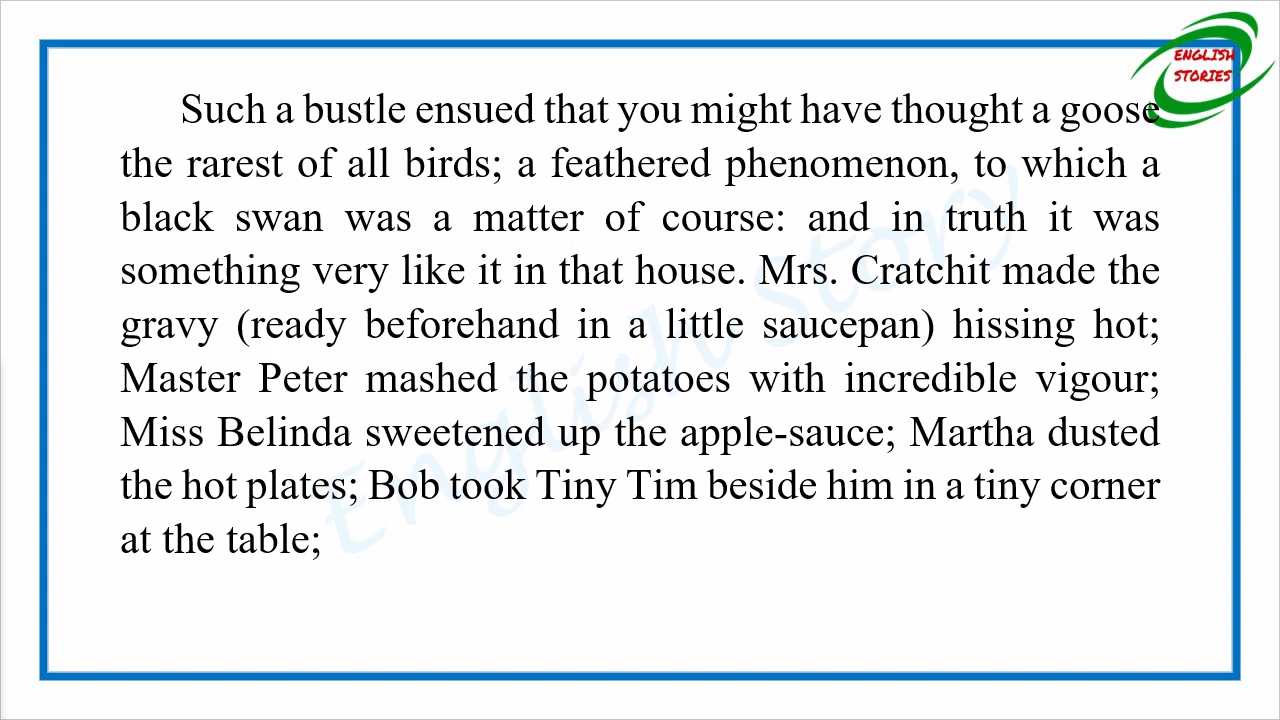 ENGLISH
STORIES
Such a bustle ensued that you might have thought a goose
the rarest of all birds; a feathered phenomenon, to which a
black swan was a matter of course: and in truth it was
something very like it in that house. Mrs. Cratchit made the
gravy (ready beforehand in a little saucepan) hissing hot;
Master Peter mashed the potatoes with incredible vigour;
Miss Belinda sweetened up the apple-sauce; Martha dusted
the hot plates; Bob took Tiny Tim beside him in a tiny corner
at the table;
English Story